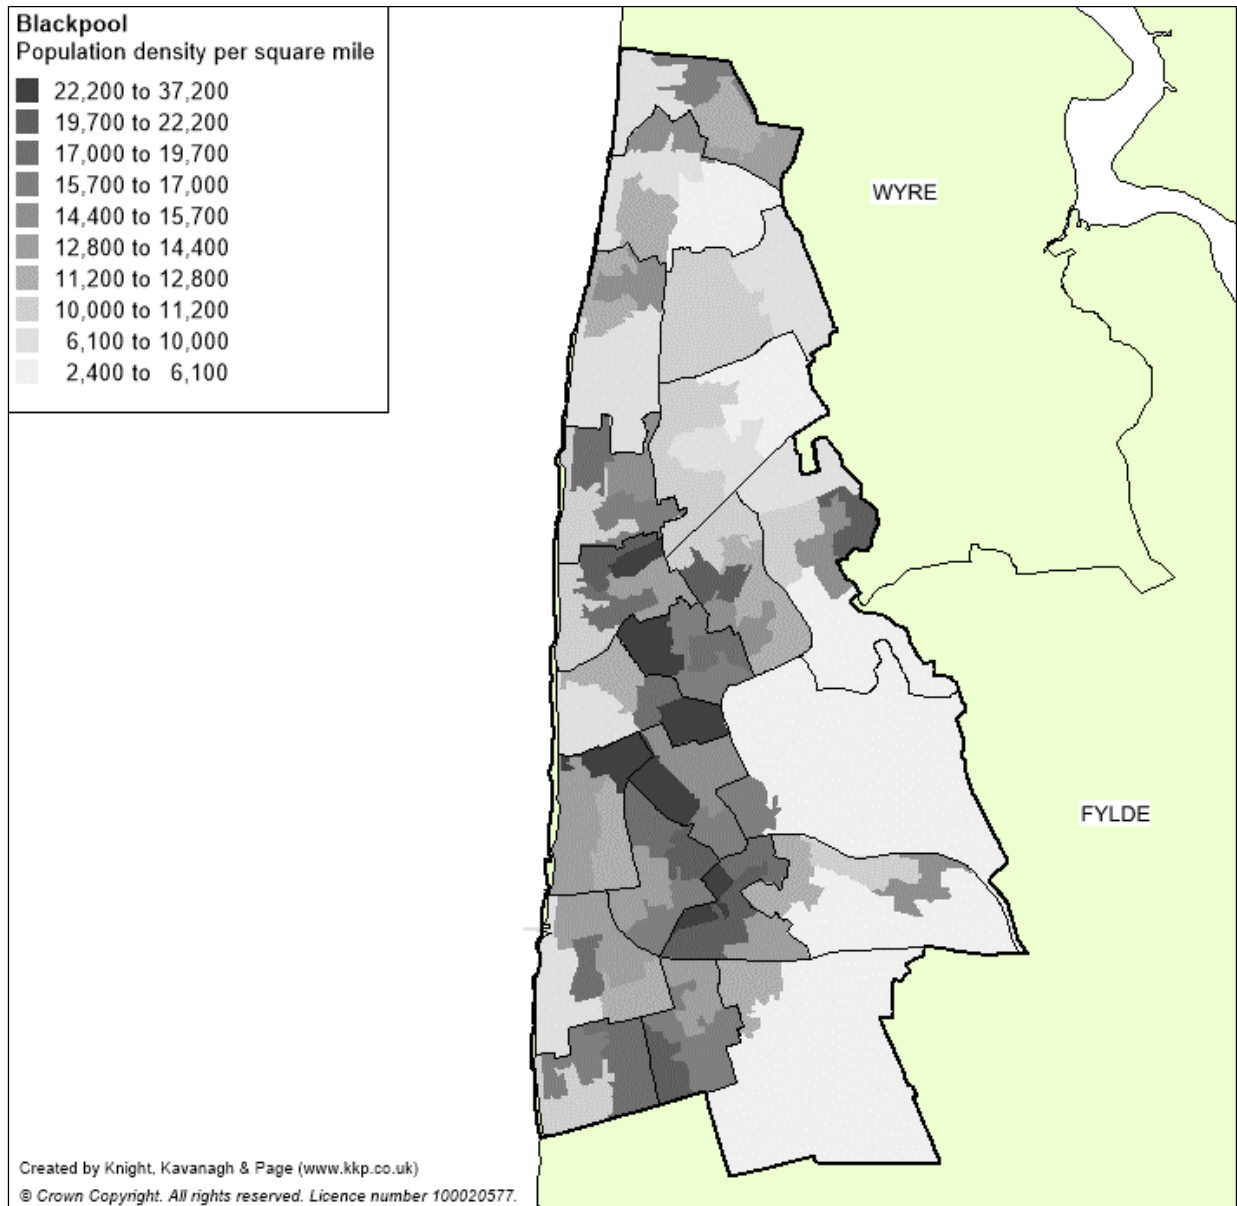 Blackpool
Population density per square mile
22,200 to 37,200
19,700 to 22,200
17,000 to 19,700
15,700 to 17,000
14,400 to 15,700
12,800 to 14,400
11,200 to 12,800
10,000 to 11,200
6,100 to 10,000
2,400 to 6,100
WYRE
FYLDE
Created by Knight, Kavanagh & Page (www.kkp.co.uk)
© Crown Copyright. All rights reserved. Licence number 100020577.